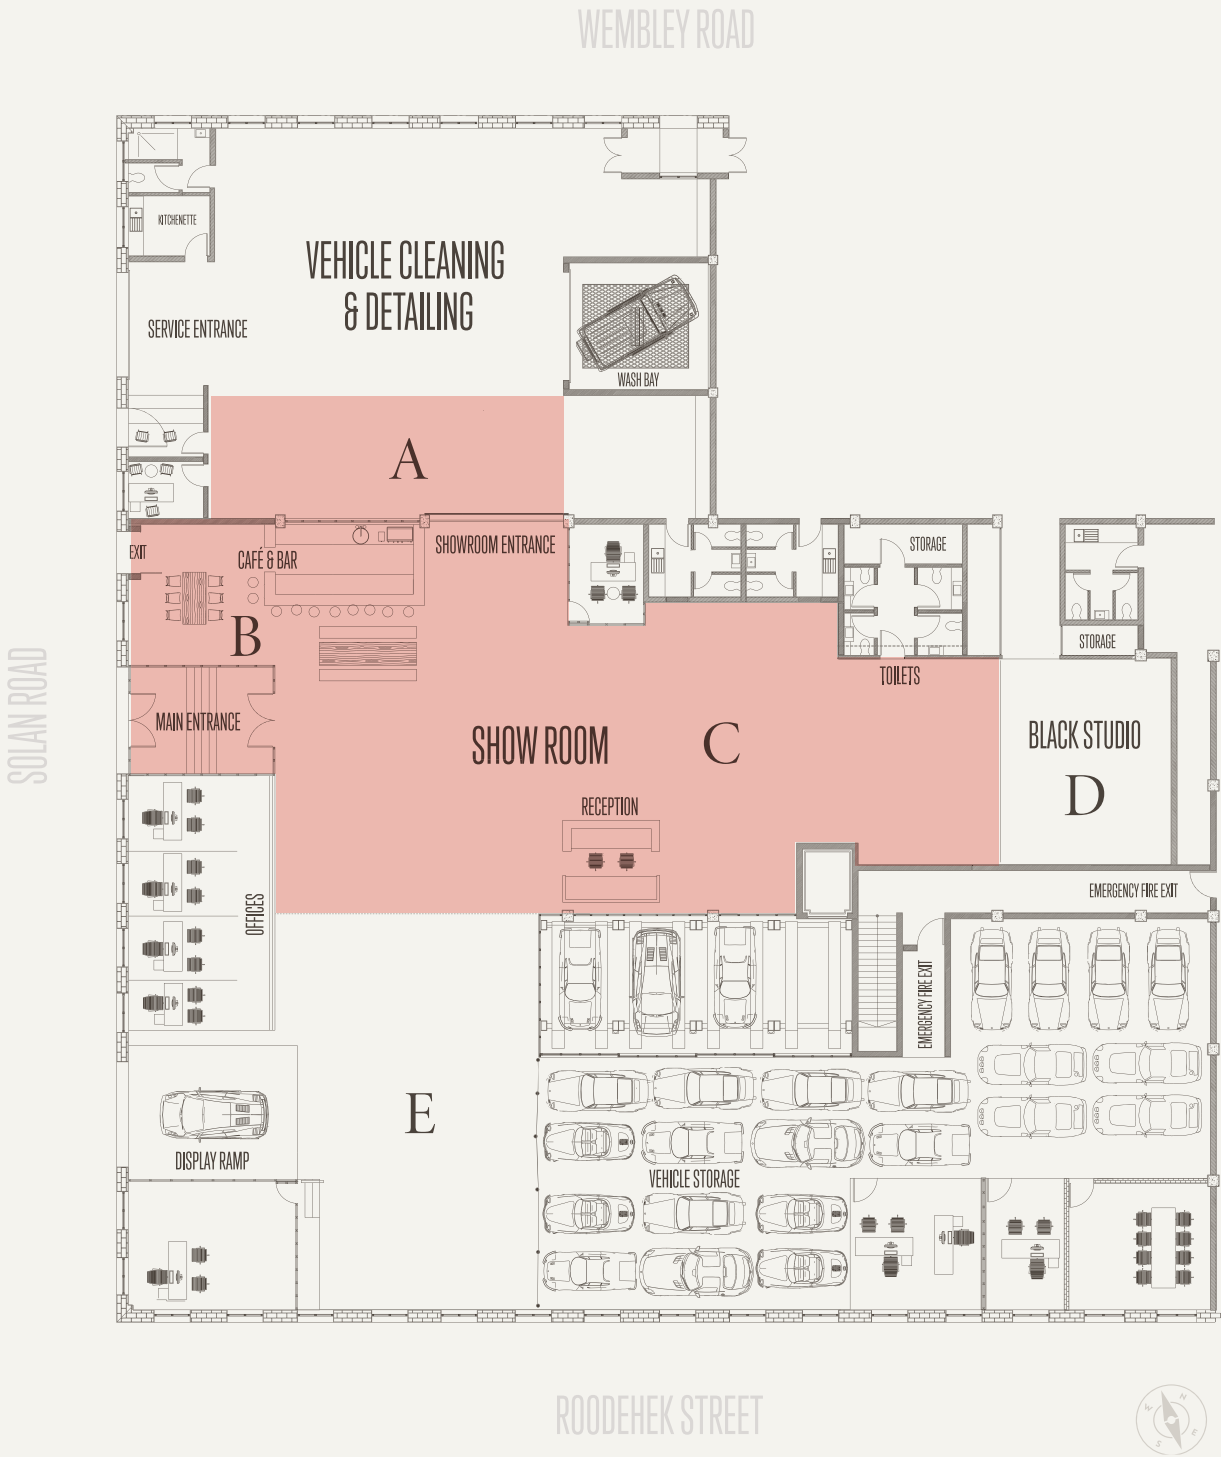 WEMBLEY ROAD
KITCHENETTE
VEHICLE CLEANING
& DETAILING
SERVICE ENTRANCE
WASH BAY
A
EXIT
CAFÉ & BAR
SHOWROOM ENTRANCE
STORAGE
B
STORAGE
TOILETS
SOLAN ROAD
MAIN ENTRANCE
SHOW ROOM
C
BLACK STUDIO
D
RECEPTION
OFFICES
EMERGENCY FIRE EXIT
EMERGENCY FIRE EXIT
E
DISPLAY RAMP
VEHICLE STORAGE
ROODEHEK STREET
N
W
E
S